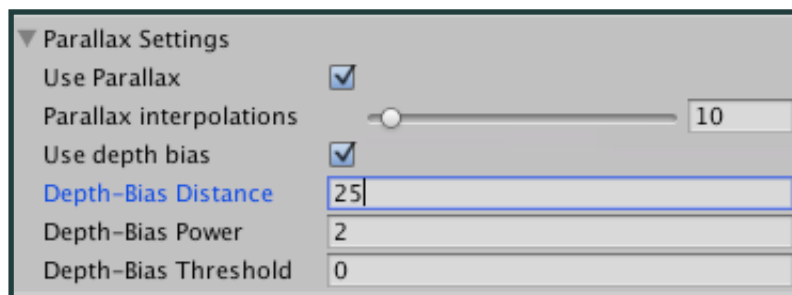 Parallax Settings
Use Parallax
Parallax interpolations 10
Use depth bias
Depth-Bias Distance 25
Depth-Bias Power 2
Depth-Bias Threshold 0